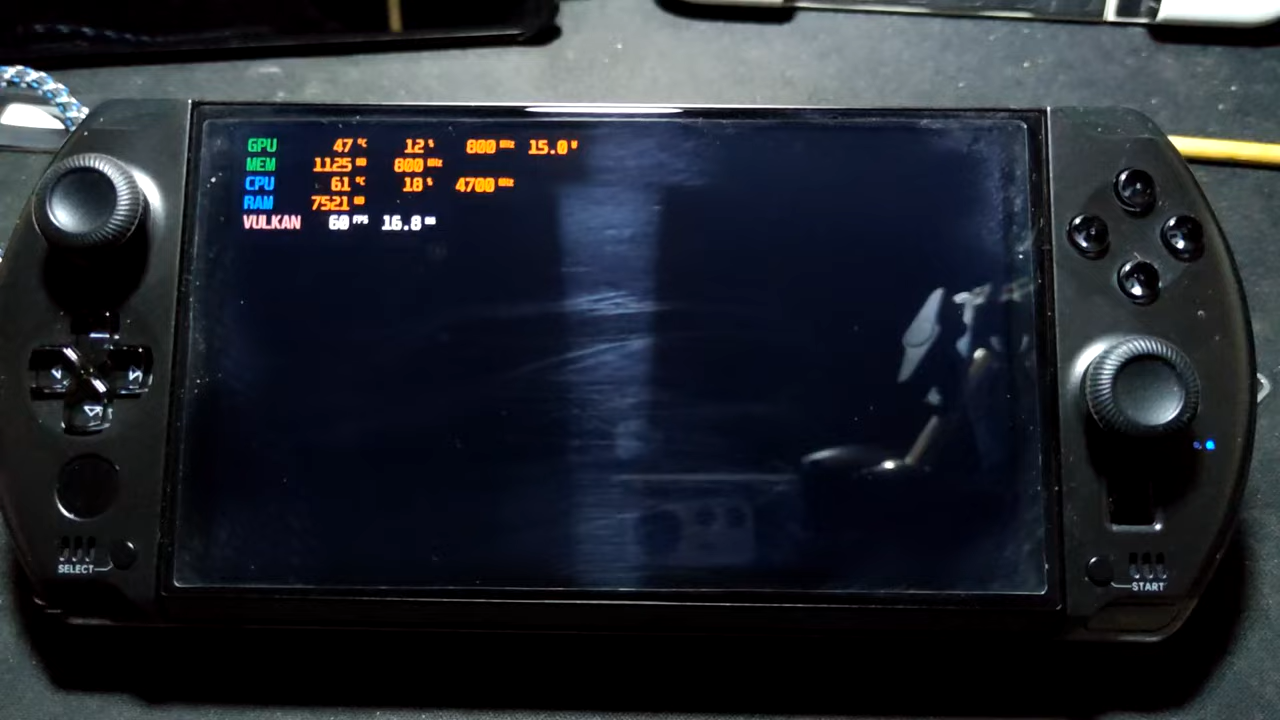 GPU 47 °C 12 % 800 MHz 15.0 W
MEM 1125 MB 800 MHz
CPU 61 °C 18 % 4700 MHz
RAM 7521 MB
VULKAN 60 FPS 16.8 ms
SELECT
START